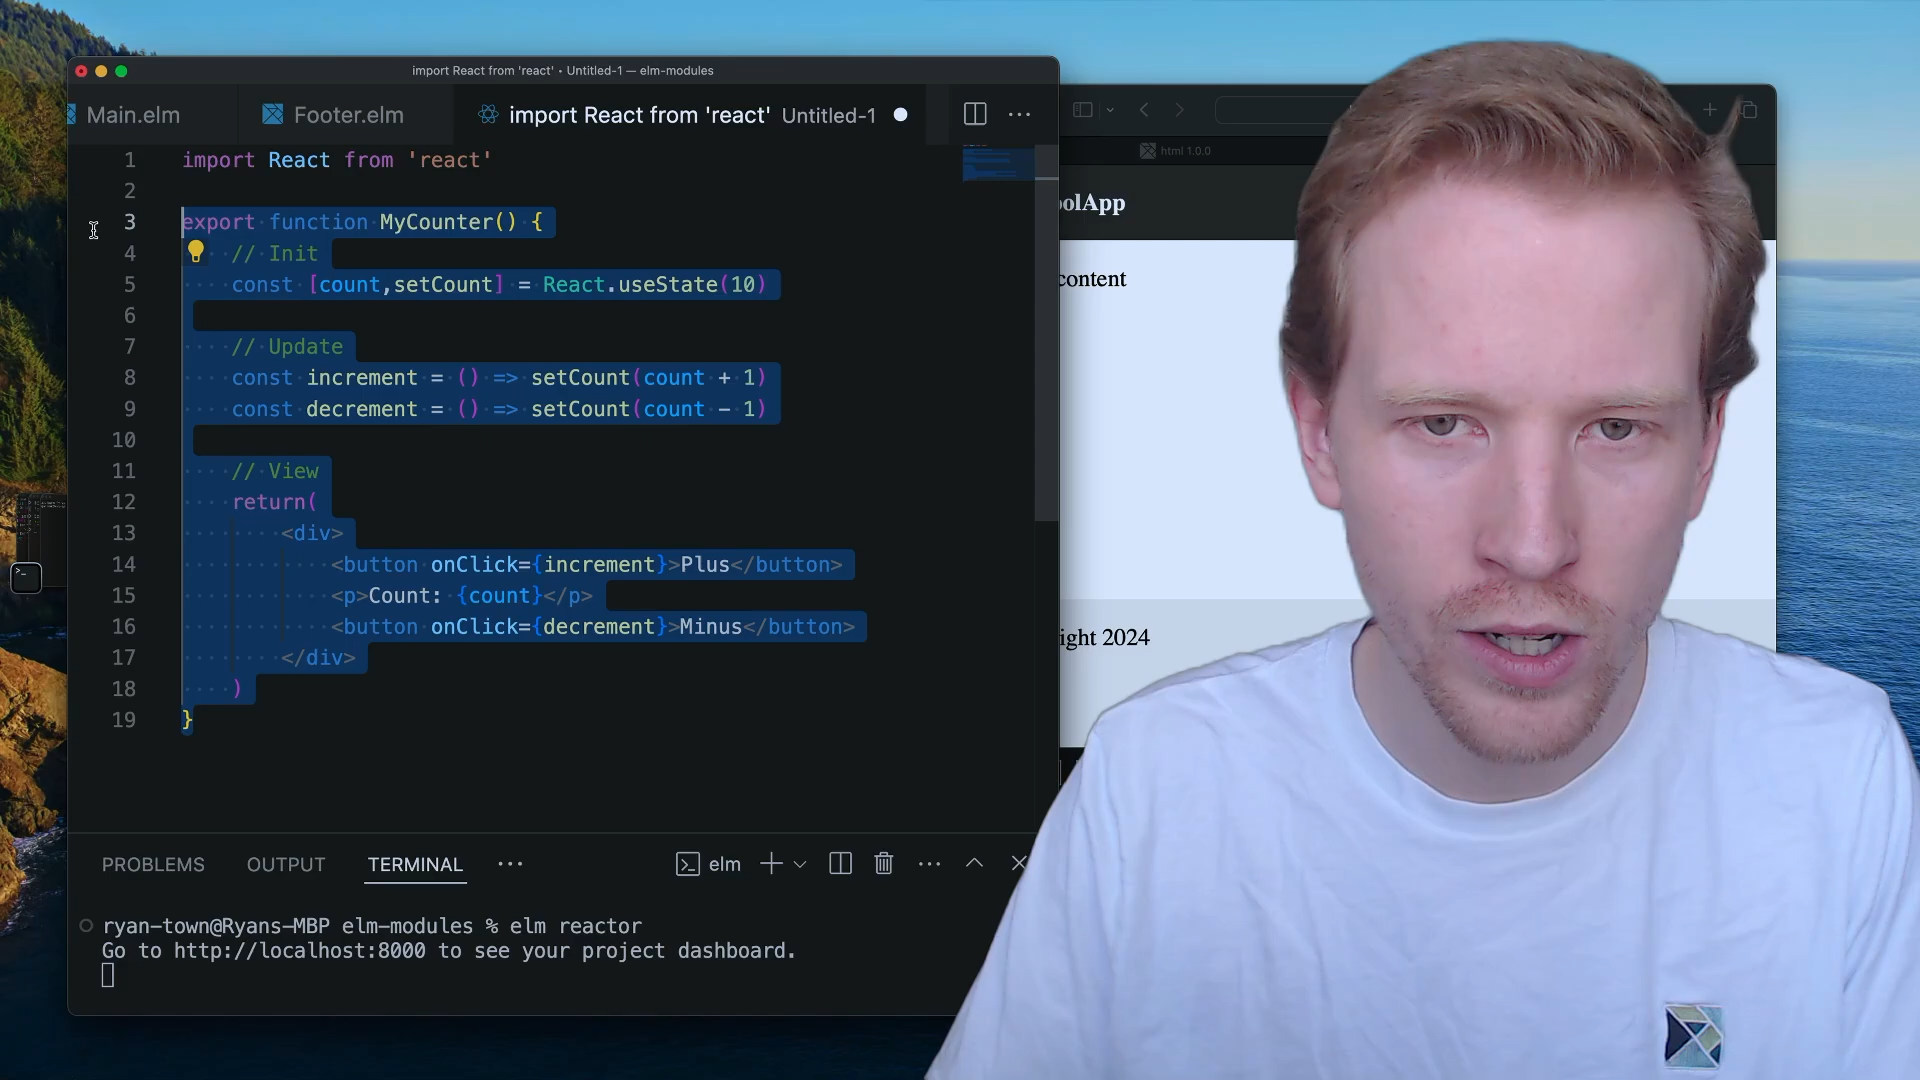 import React from 'react' • Untitled-1 — elm-modules
Main.elm
Footer.elm
import React from 'react' Untitled-1
1 import React from 'react'
2
3 export function MyCounter() {
4 // Init
5 const [count,setCount] = React.useState(10)
6
7 // Update
8 const increment = () => setCount(count + 1)
9 const decrement = () => setCount(count - 1)
10
11 // View
12 return(
13 <div>
14 <button onClick={increment}>Plus</button>
15 <p>Count: {count}</p>
16 <button onClick={decrement}>Minus</button>
17 </div>
18 )
19 }
PROBLEMS
OUTPUT
TERMINAL
elm
ryan-town@Ryans-MBP elm-modules % elm reactor
Go to http://localhost:8000 to see your project dashboard.
html 1.0.0
olApp
content
ight 2024